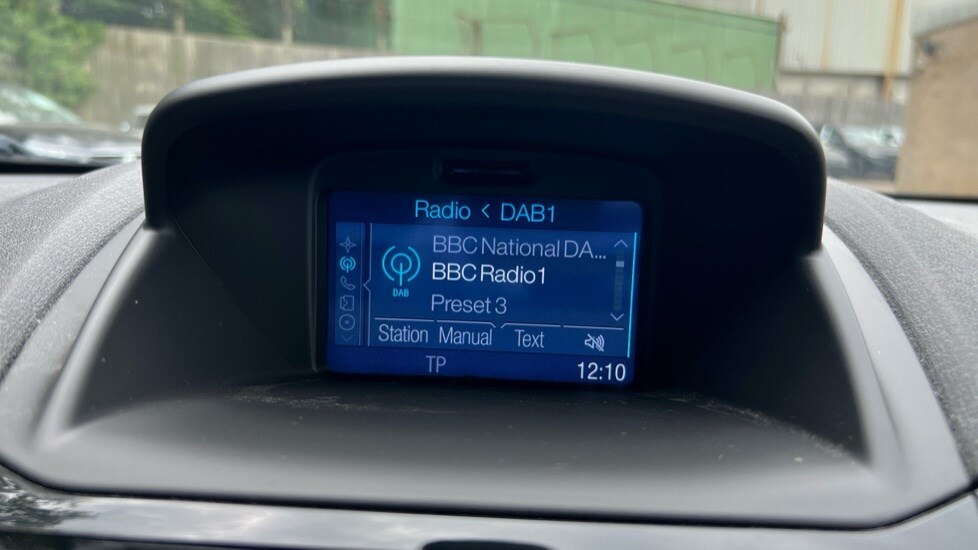 Radio < DAB1
BBC National DA...
BBC Radio1
DAB
Preset 3
Station Manual Text
TP 12:10